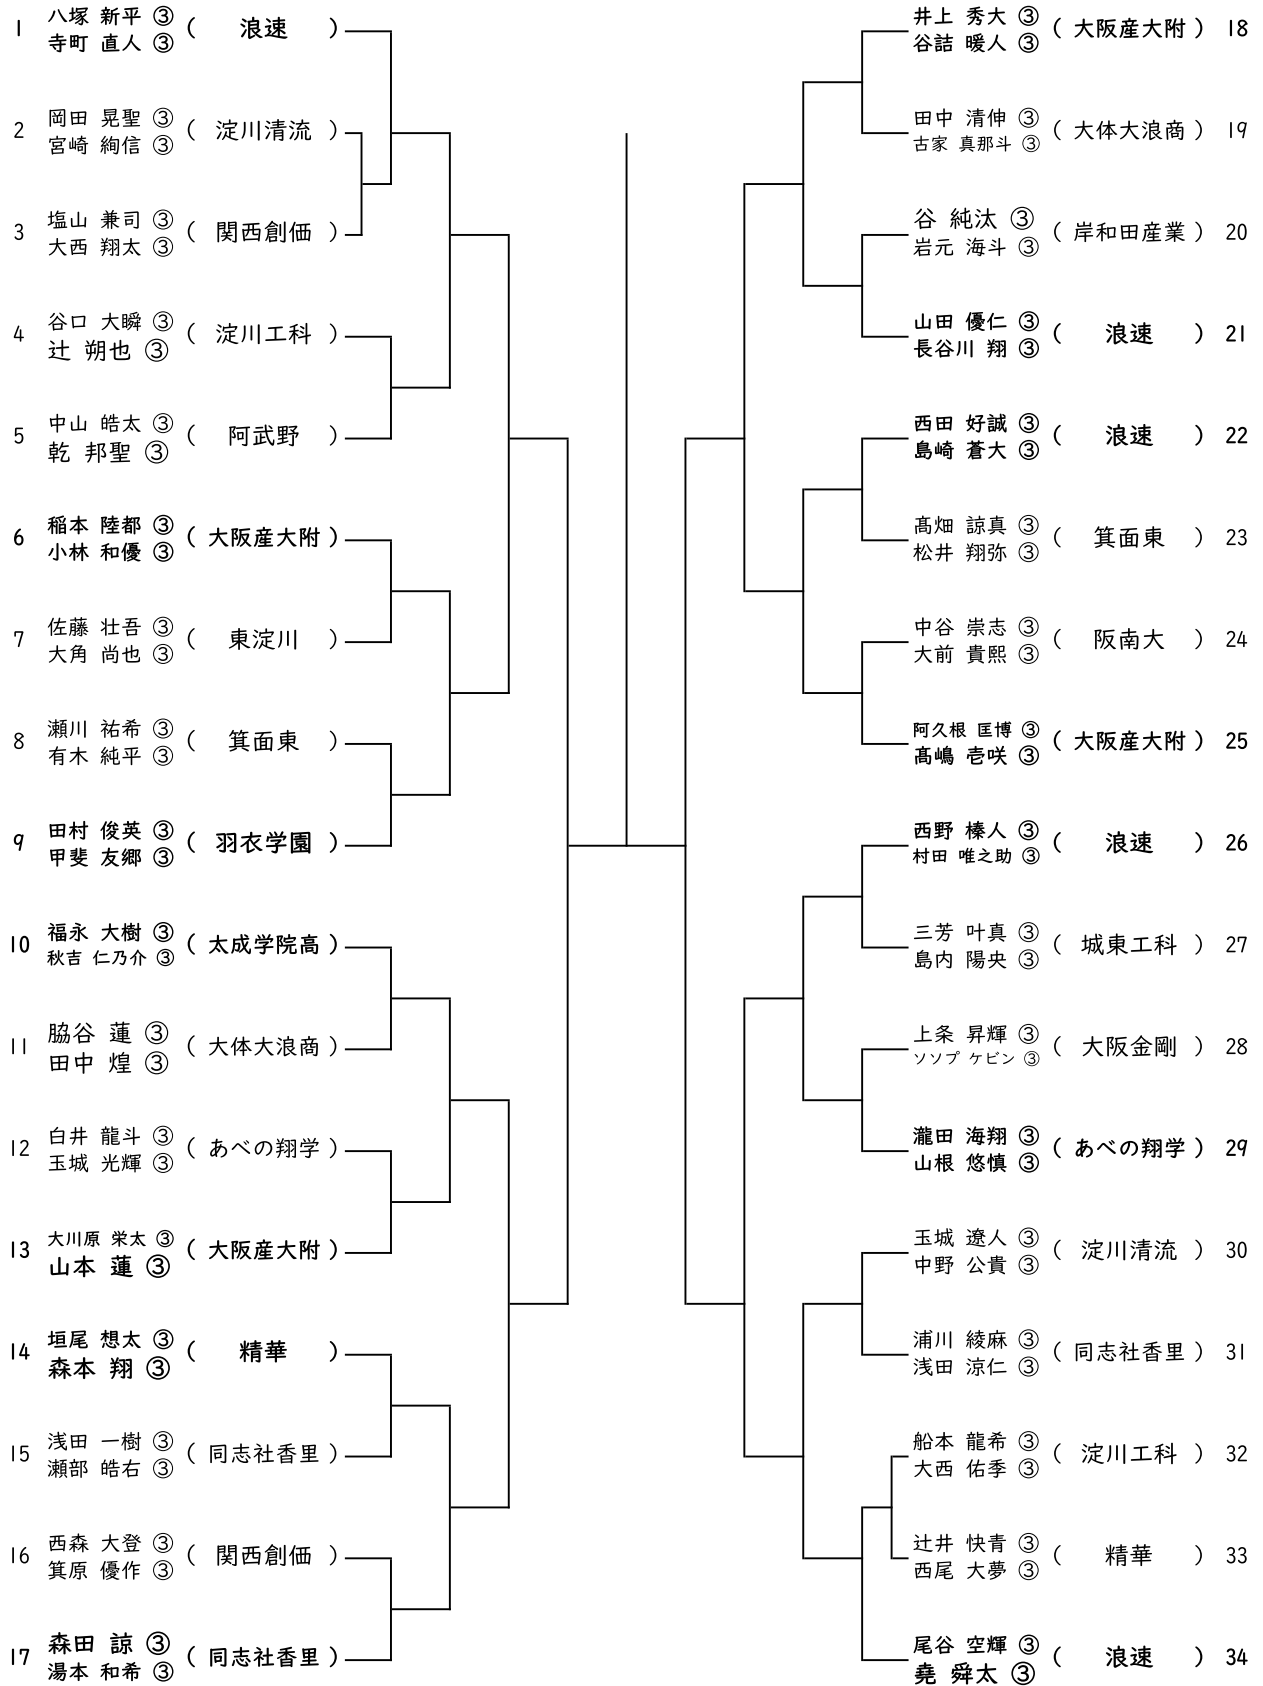 1 八塚 新平 ③ ( 浪速 )
寺町 直人 ③
2 岡田 晃聖 ③ ( 淀川清流 )
宮崎 絢信 ③
3 塩山 兼司 ③ ( 関西創価 )
大西 翔太 ③
4 谷口 大瞬 ③ ( 淀川工科 )
辻 朔也 ③
5 中山 皓太 ③ ( 阿武野 )
乾 邦聖 ③
6 稲本 陸都 ③ ( 大阪産大附 )
小林 和優 ③
7 佐藤 壮吾 ③ ( 東淀川 )
大角 尚也 ③
8 瀬川 祐希 ③ ( 箕面東 )
有木 純平 ③
9 田村 俊英 ③ ( 羽衣学園 )
甲斐 友郷 ③
10 福永 大樹 ③ ( 太成学院高 )
秋吉 仁乃介 ③
11 脇谷 蓮 ③ ( 大体大浪商 )
田中 煌 ③
12 白井 龍斗 ③ ( あべの翔学 )
玉城 光輝 ③
13 大川原 栄太 ③ ( 大阪産大附 )
山本 蓮 ③
14 垣尾 想太 ③ ( 精華 )
森本 翔 ③
15 浅田 一樹 ③ ( 同志社香里 )
瀬部 皓右 ③
16 西森 大登 ③ ( 関西創価 )
箕原 優作 ③
17 森田 諒 ③ ( 同志社香里 )
湯本 和希 ③
井上 秀大 ③ ( 大阪産大附 ) 18
谷詰 暖人 ③
田中 清伸 ③ ( 大体大浪商 ) 19
古家 真那斗 ③
谷 純汰 ③ ( 岸和田産業 ) 20
岩元 海斗 ③
山田 優仁 ③ ( 浪速 ) 21
長谷川 翔 ③
西田 好誠 ③ ( 浪速 ) 22
島崎 蒼大 ③
髙畑 諒真 ③ ( 箕面東 ) 23
松井 翔弥 ③
中谷 崇志 ③ ( 阪南大 ) 24
大前 貴熙 ③
阿久根 匡博 ③ ( 大阪産大附 ) 25
髙嶋 壱咲 ③
西野 榛人 ③ ( 浪速 ) 26
村田 唯之助 ③
三芳 叶真 ③ ( 城東工科 ) 27
島内 陽央 ③
上条 昇輝 ③ ( 大阪金剛 ) 28
ソソプ ケビン ③
瀧田 海翔 ③ ( あべの翔学 ) 29
山根 悠慎 ③
玉城 遼人 ③ ( 淀川清流 ) 30
中野 公貴 ③
浦川 綾麻 ③ ( 同志社香里 ) 31
浅田 涼仁 ③
船本 龍希 ③ ( 淀川工科 ) 32
大西 佑季 ③
辻井 快青 ③ ( 精華 ) 33
西尾 大夢 ③
尾谷 空輝 ③ ( 浪速 ) 34
堯 舜太 ③